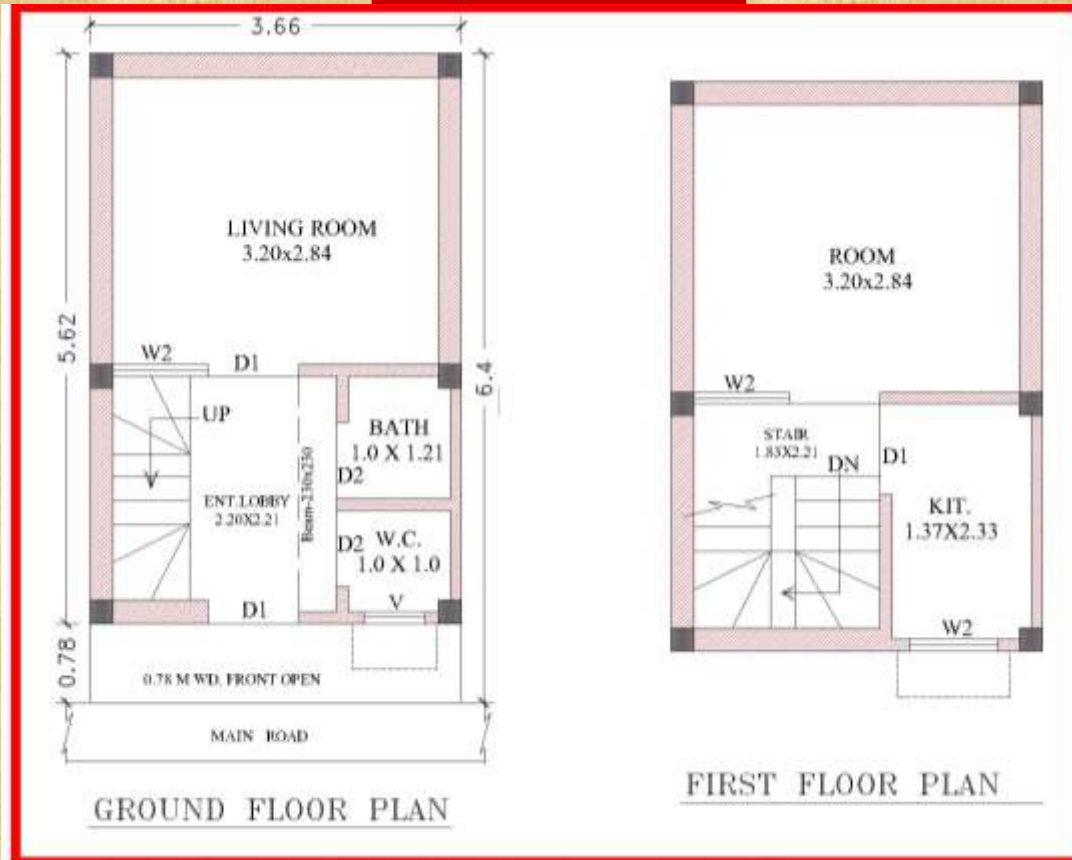 3.66
LIVING ROOM
3.20x2.84
5.62
6.4
W2
D1
UP
BATH
1.0 X 1.21
D2
ENT.LOBBY
2.20X2.21
Beam-230x230
D2
W.C.
1.0 X 1.0
D1
V
0.78
0.78 M WD. FRONT OPEN
MAIN ROAD
GROUND FLOOR PLAN
ROOM
3.20x2.84
W2
STAIR
1.83X2.21
DN
D1
KIT.
1.37X2.33
W2
FIRST FLOOR PLAN